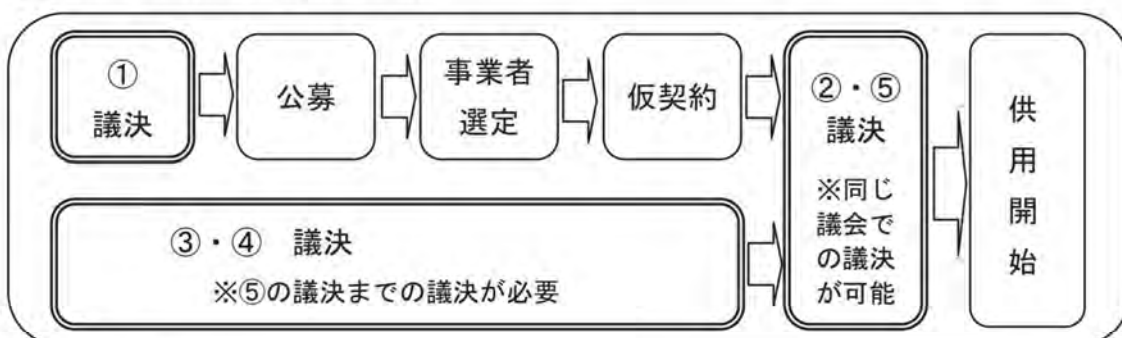 ①
議決
公募
事業者
選定
仮契約
②・⑤
議決
※同じ
議会で
の議決
が可能
供
用
開
始
③・④　議決
※⑤の議決までの議決が必要